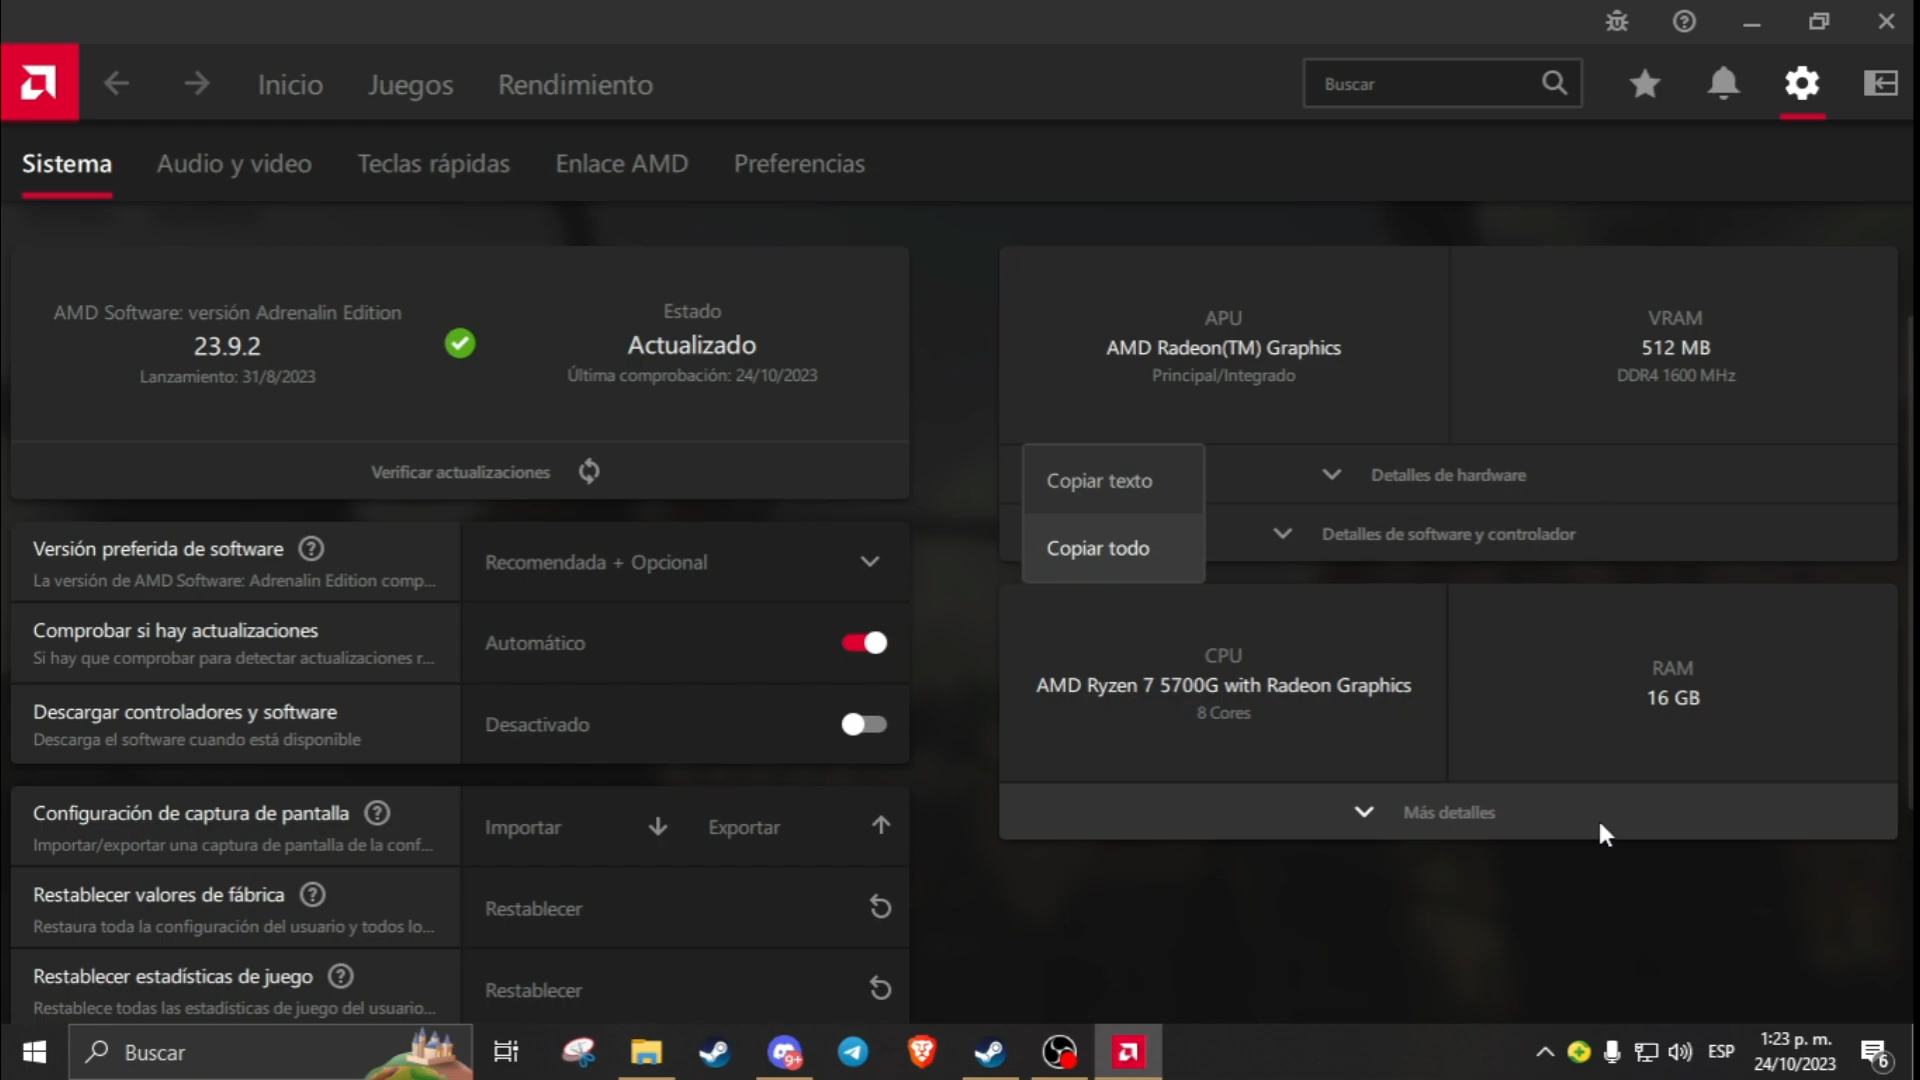 Inicio
Juegos
Rendimiento
Buscar
Sistema
Audio y video
Teclas rápidas
Enlace AMD
Preferencias
AMD Software: versión Adrenalin Edition
23.9.2
Lanzamiento: 31/8/2023
Estado
Actualizado
Última comprobación: 24/10/2023
Verificar actualizaciones
Versión preferida de software
La versión de AMD Software: Adrenalin Edition comp...
Recomendada + Opcional
Comprobar si hay actualizaciones
Si hay que comprobar para detectar actualizaciones r...
Automático
Descargar controladores y software
Descarga el software cuando está disponible
Desactivado
Configuración de captura de pantalla
Importar/exportar una captura de pantalla de la conf...
Importar
Exportar
Restablecer valores de fábrica
Restaura toda la configuración del usuario y todos lo...
Restablecer
Restablecer estadísticas de juego
Restablece todas las estadísticas de juego del usuario...
Restablecer
APU
AMD Radeon(TM) Graphics
Principal/Integrado
VRAM
512 MB
DDR4 1600 MHz
Copiar texto
Copiar todo
Detalles de hardware
Detalles de software y controlador
CPU
AMD Ryzen 7 5700G with Radeon Graphics
8 Cores
RAM
16 GB
Más detalles
Buscar
9+
ESP
1:23 p. m.
24/10/2023
6